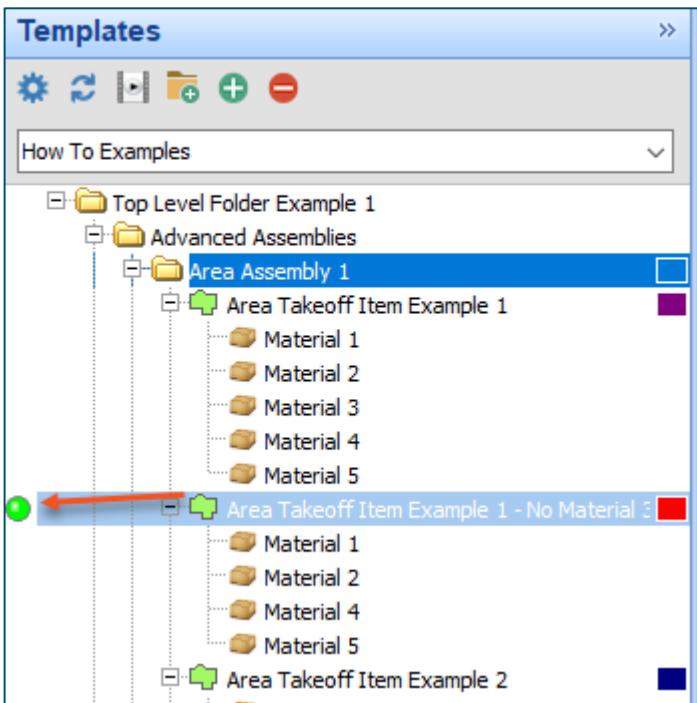 Templates
How To Examples
Top Level Folder Example 1
Advanced Assemblies
Area Assembly 1
Area Takeoff Item Example 1
Material 1
Material 2
Material 3
Material 4
Material 5
Area Takeoff Item Example 1 - No Material 3
Material 1
Material 2
Material 4
Material 5
Area Takeoff Item Example 2